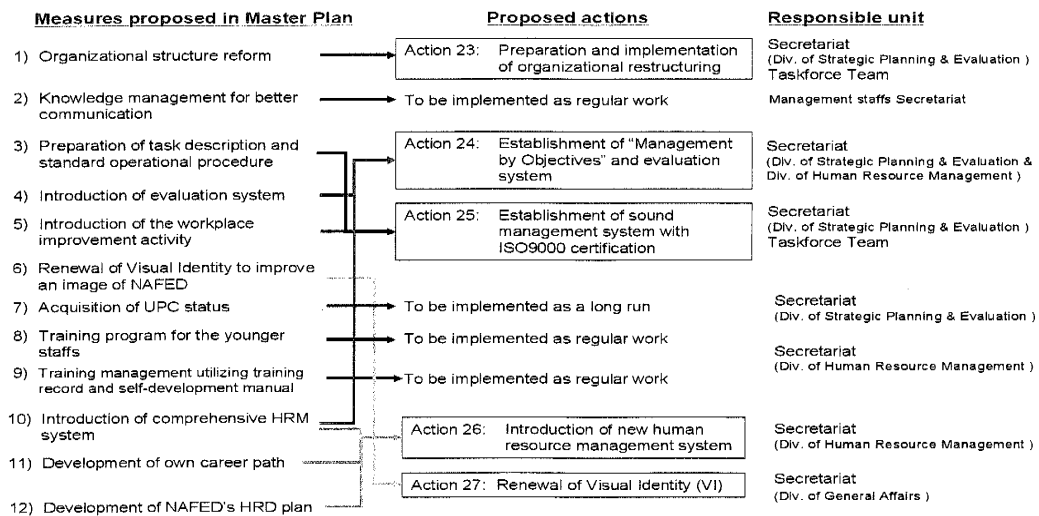 Measures proposed in Master Plan
Proposed actions
Responsible unit
1) Organizational structure reform
Action 23: Preparation and implementation
of organizational restructuring
Secretariat
(Div. of Strategic Planning & Evaluation )
Taskforce Team
2) Knowledge management for better
communication
To be implemented as regular work
Management staffs Secretariat
3) Preparation of task description and
standard operational procedure
Action 24: Establishment of "Management
by Objectives" and evaluation
system
Secretariat
(Div. of Strategic Planning & Evaluation &
Div. of Human Resource Management )
4) Introduction of evaluation system
5) Introduction of the workplace
improvement activity
Action 25: Establishment of sound
management system with
ISO9000 certification
Secretariat
(Div. of Strategic Planning & Evaluation )
Taskforce Team
6) Renewal of Visual Identity to improve
an image of NAFED
7) Acquisition of UPC status
To be implemented as a long run
Secretariat
(Div. of Strategic Planning & Evaluation )
8) Training program for the younger
staffs
To be implemented as regular work
Secretariat
(Div. of Human Resource Management )
9) Training management utilizing training
record and self-development manual
To be implemented as regular work
10) Introduction of comprehensive HRM
system
Action 26: Introduction of new human
resource management system
Secretariat
(Div. of Human Resource Management )
11) Development of own career path
Action 27: Renewal of Visual Identity (VI)
Secretariat
(Div. of General Affairs )
12) Development of NAFED's HRD plan